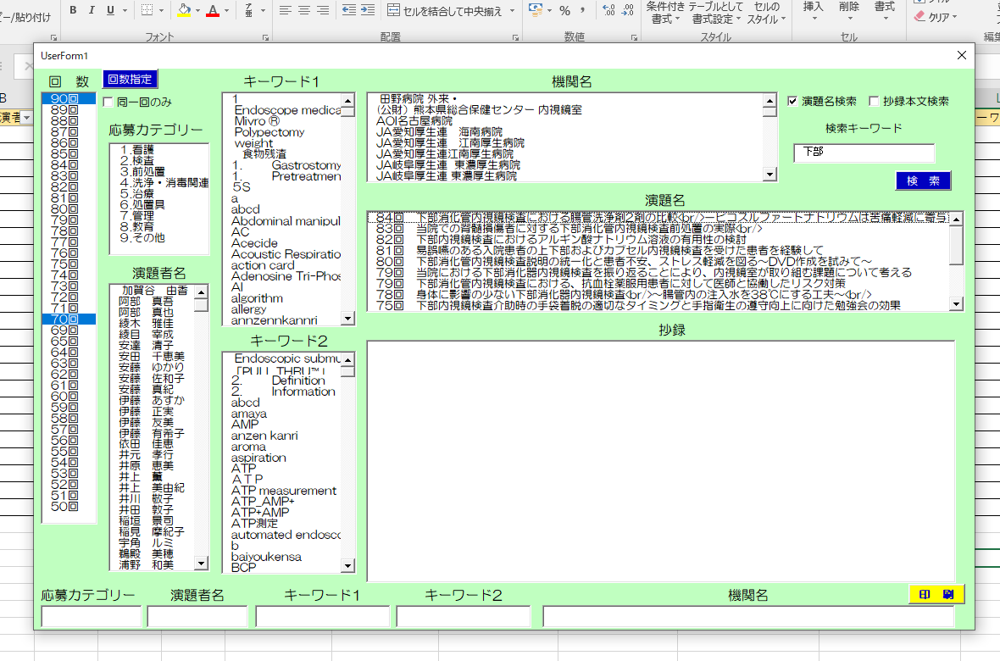 ピー/貼り付け
B I U
A
亜
セルを結合して中央揃え
%
条件付き 書式
テーブルとして 書式設定
セルの スタイル
挿入
削除
書式
クリア
フォント
配置
数値
スタイル
セル
編集
UserForm1
B
演者
回 数
回数指定
同一回のみ
90回
89回
88回
87回
86回
85回
84回
83回
82回
81回
80回
79回
78回
77回
76回
75回
74回
73回
72回
71回
70回
69回
65回
64回
63回
62回
61回
60回
59回
58回
57回
56回
55回
54回
53回
52回
51回
50回
応募カテゴリー
1.看護
2.検査
3.前処置
4.洗浄・消毒関連
5.治療
6.処置具
7.管理
8.教育
9.その他
演題者名
加賀谷 由香
阿部 真吾
阿部 真也
綾木 雅佳
綾目 幸成
安達 清子
安田 千恵美
安藤 ゆかり
安藤 佐和子
安藤 真紀
伊藤 あすか
伊藤 正実
伊藤 友美
伊藤 有希子
依田 佳恵
井元 孝行
井原 恵美
井上 薫
井上 美由紀
井川 敬子
井田 敦子
稲垣 景司
稲見 摩紀子
宇角 ルミ
鵜殿 美穂
浦野 和美
キーワード1
1
Endoscope medica
Mivro ®
Polypectomy
weight
食物残渣
1. Gastrostomy
1. Pretreatmen
5S
a
abcd
Abdominal manipul
AC
Acecide
Acoustic Respiratio
action card
Adenosine Tri-Phos
AI
algorithm
allergy
annzennkannri
キーワード2
Endoscopic submu
「PULL THRU™」
2. Definition
2. Information
abcd
amaya
AMP
anzen kanri
aroma
aspiration
ATP
ＡＴＰ
ATP measurement
ATP_AMP+
ATP+AMP
ATP測定
automated endosco
b
baiyoukensa
BCP
機関名
田野病院 外来・
(公財）熊本県総合保健センター 内視鏡室
AOI名古屋病院
JA愛知厚生連 海南病院
JA愛知厚生連 江南厚生病院
JA愛知厚生連江南厚生病院
JA岐阜厚生連 東濃厚生病院
JA岐阜厚生連 東濃厚生病院
演題名検索
抄録本文検索
検索キーワード
下部
検 索
演題名
84回 下部消化管内視鏡検査における腸管洗浄剤2剤の比較<br/>ーピコスルファートナトリウムは苦痛軽減に寄与
83回 当院での脊髄損傷者に対する下部消化管内視鏡検査前処置の実際<br/>
82回 下部内視鏡検査におけるアルギン酸ナトリウム溶液の有用性の検討
81回 易誤嚥のある入院患者の上下部およびカプセル内視鏡検査を受けた患者を経験して
80回 下部消化管内視鏡検査説明の統一化と患者不安、ストレス軽減を図る～DVD作成を試みて～
79回 当院における下部消化器内視鏡検査を振り返ることにより、内視鏡室が取り組む課題について考える
79回 下部消化管内視鏡検査における、抗血栓薬服用患者に対して医師と協働したリスク対策
78回 身体に影響の少ない下部消化器内視鏡検査<br/>～腸管内の注入水を38℃にする工夫～<br/>
75回 下部内視鏡検査介助時の手袋着脱の適切なタイミングと手指衛生の遵守向上に向けた勉強会の効果
抄録
応募カテゴリー
演題者名
キーワード1
キーワード2
機関名
印 刷